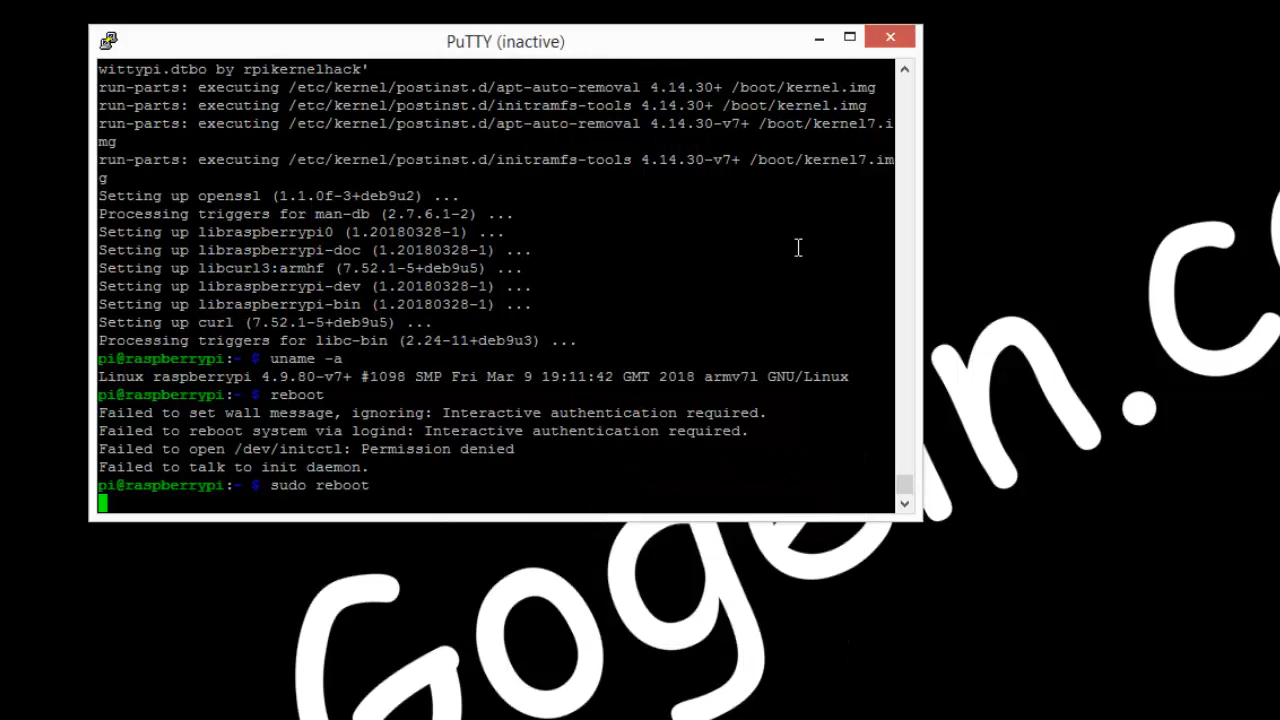 PuTTY (inactive)
wittypi.dtbo by rpikernelhack'
run-parts: executing /etc/kernel/postinst.d/apt-auto-removal 4.14.30+ /boot/kernel.img
run-parts: executing /etc/kernel/postinst.d/initramfs-tools 4.14.30+ /boot/kernel.img
run-parts: executing /etc/kernel/postinst.d/apt-auto-removal 4.14.30-v7+ /boot/kernel7.i
mg
run-parts: executing /etc/kernel/postinst.d/initramfs-tools 4.14.30-v7+ /boot/kernel7.im
g
Setting up openssl (1.1.0f-3+deb9u2) ...
Processing triggers for man-db (2.7.6.1-2) ...
Setting up libraspberrypi0 (1.20180328-1) ...
Setting up libraspberrypi-doc (1.20180328-1) ...
Setting up libcurl3:armhf (7.52.1-5+deb9u5) ...
Setting up libraspberrypi-dev (1.20180328-1) ...
Setting up libraspberrypi-bin (1.20180328-1) ...
Setting up curl (7.52.1-5+deb9u5) ...
Processing triggers for libc-bin (2.24-11+deb9u3) ...
pi@raspberrypi:~ $ uname -a
Linux raspberrypi 4.9.80-v7+ #1098 SMP Fri Mar 9 19:11:42 GMT 2018 armv7l GNU/Linux
pi@raspberrypi:~ $ reboot
Failed to set wall message, ignoring: Interactive authentication required.
Failed to reboot system via logind: Interactive authentication required.
Failed to open /dev/initctl: Permission denied
Failed to talk to init daemon.
pi@raspberrypi:~ $ sudo reboot